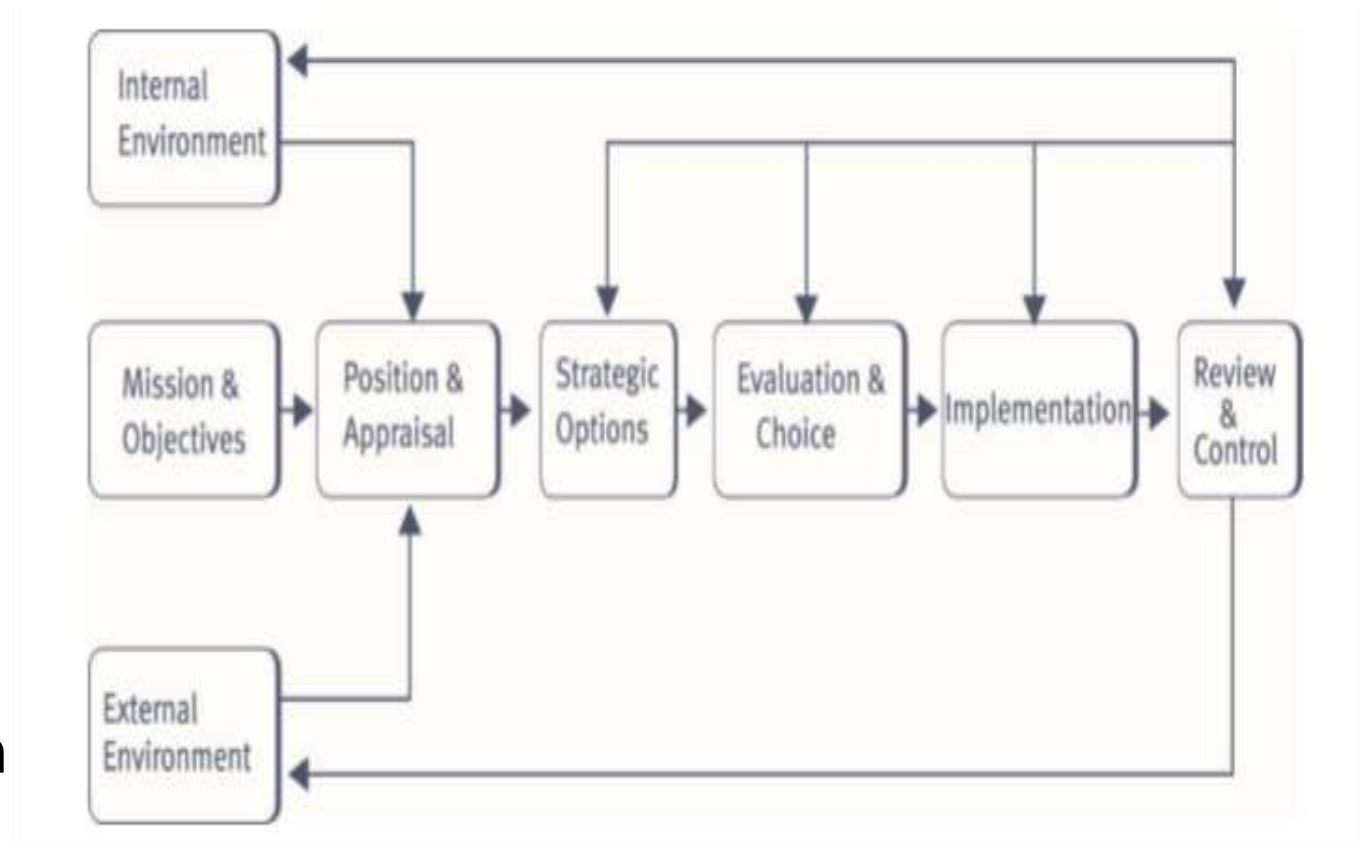 Internal
Environment
Mission &
Objectives
Position &
Appraisal
Strategic
Options
Evaluation &
Choice
Implementation
Review
&
Control
External
Environment
n